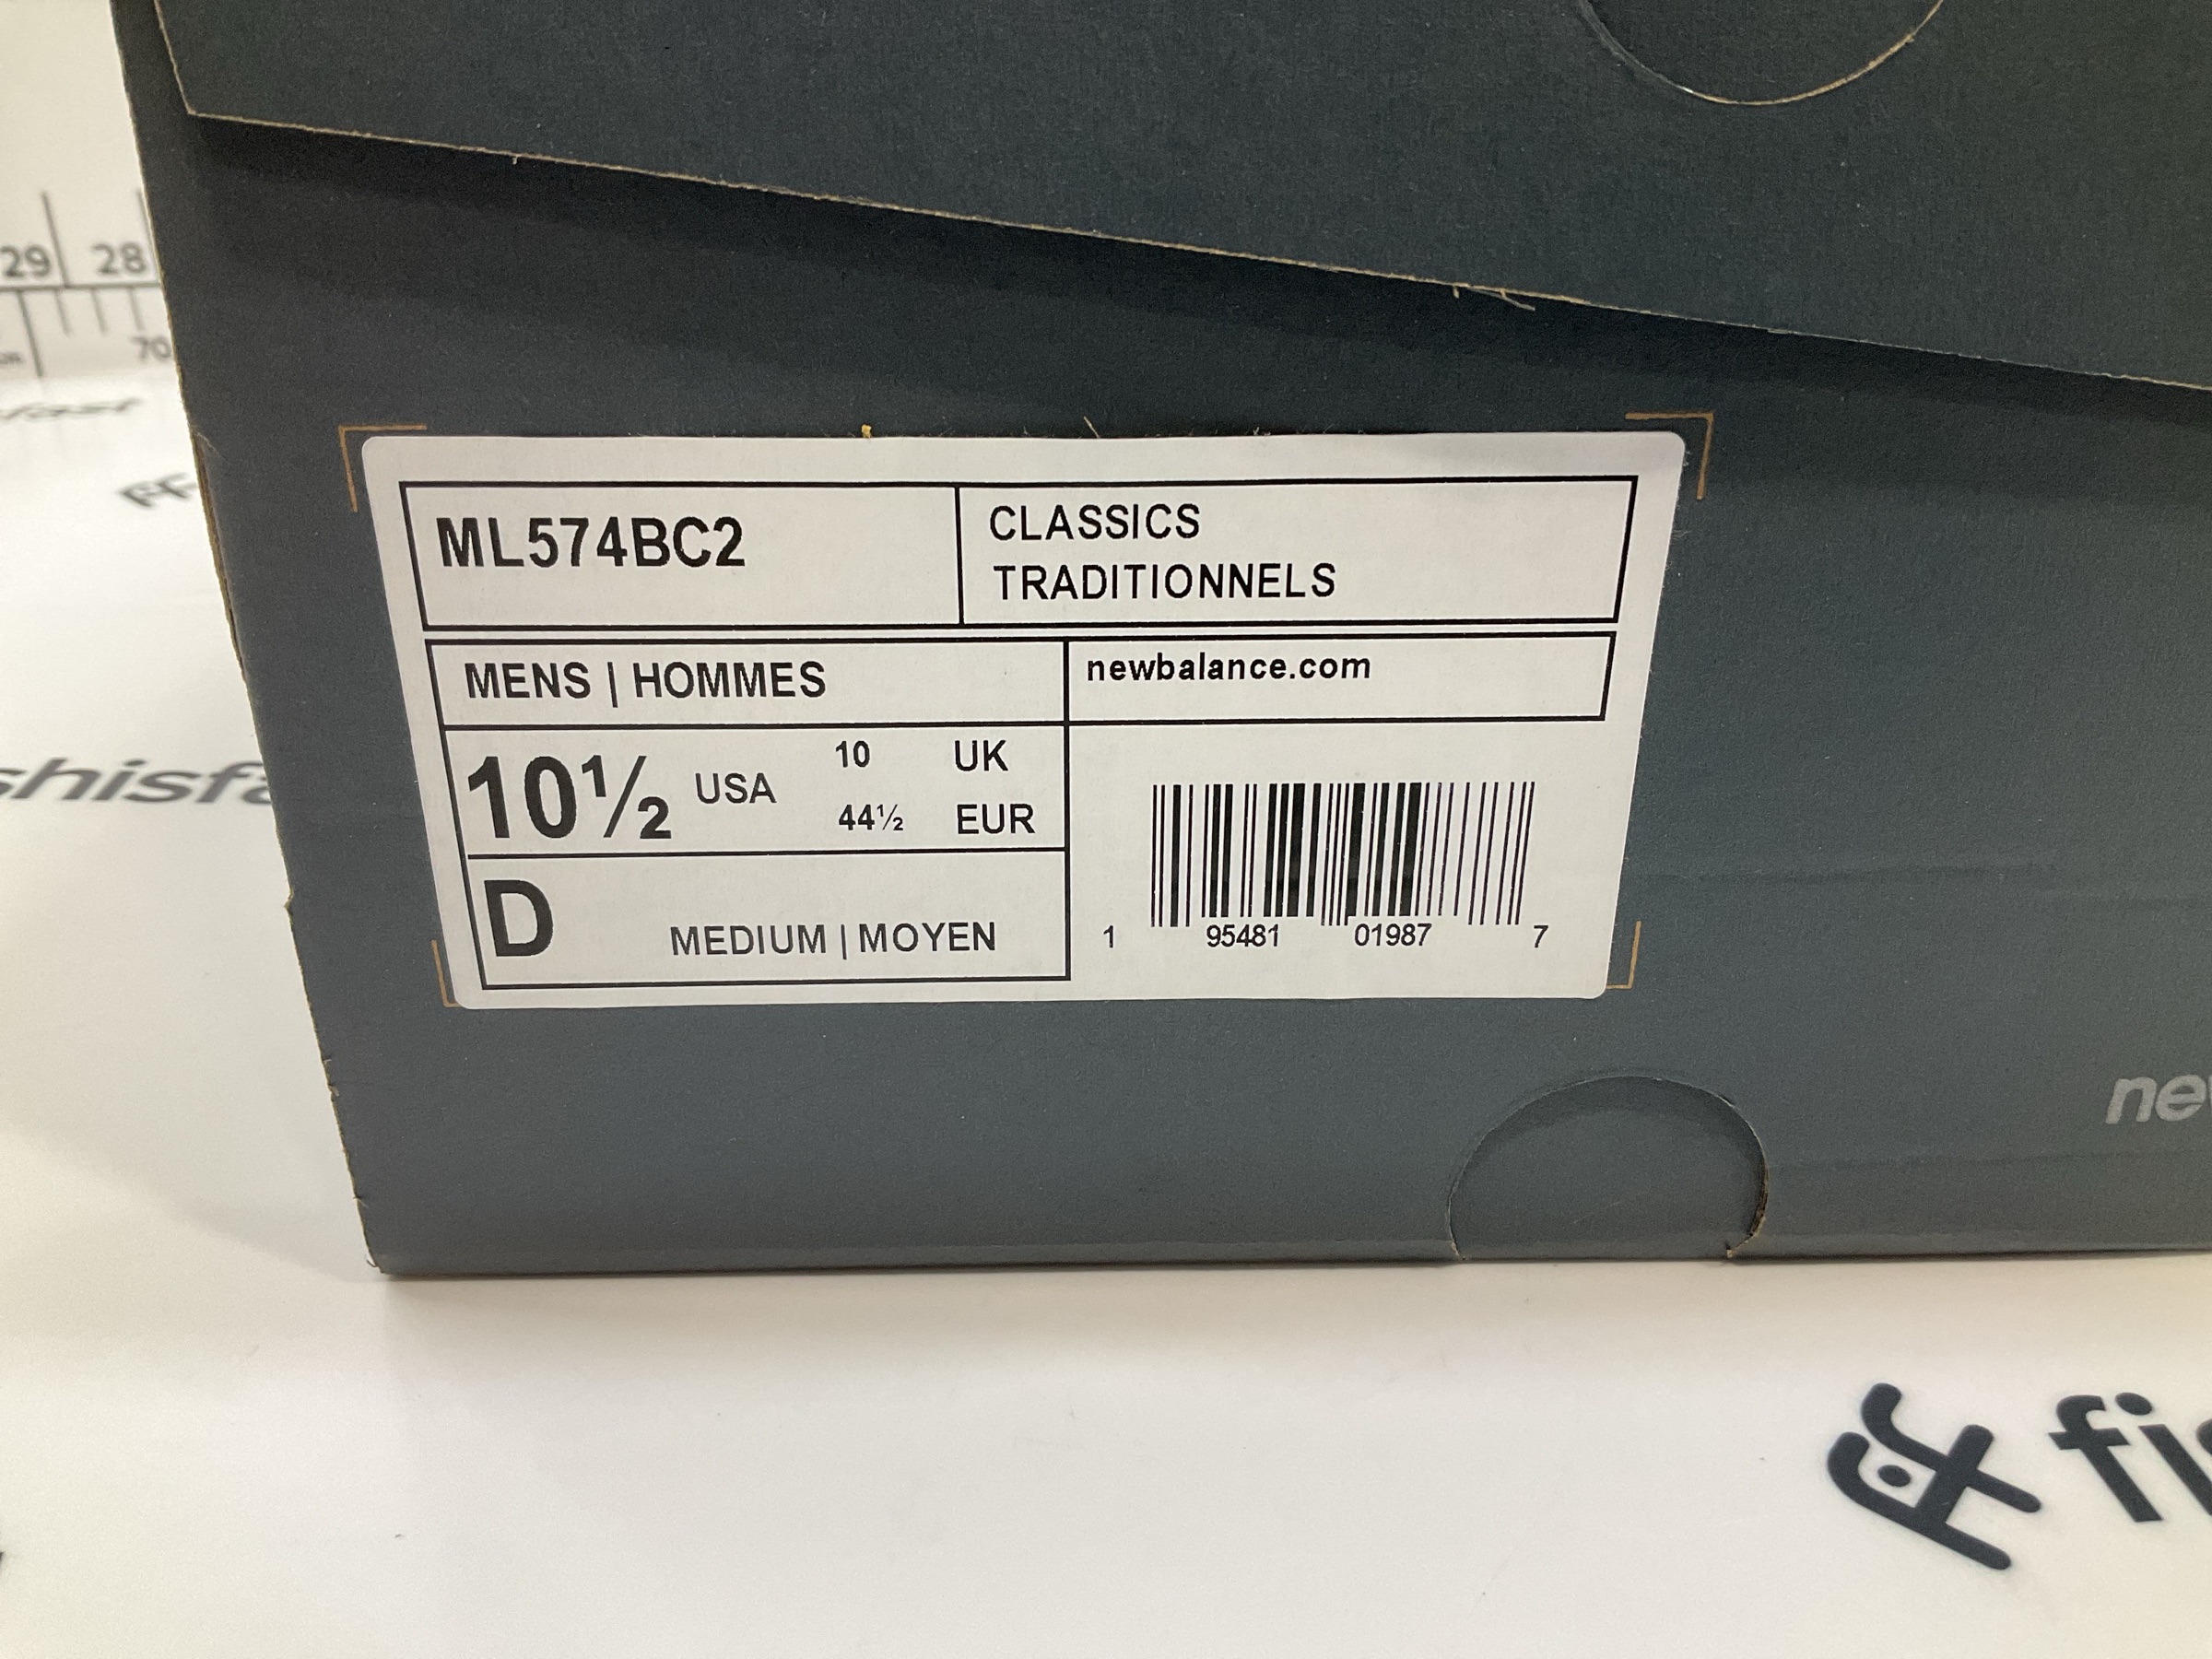 29 28
70
ML574BC2
CLASSICS
TRADITIONNELS
MENS | HOMMES
newbalance.com
10½ USA
10 UK
44½ EUR
D
MEDIUM | MOYEN
1 95481 01987 7